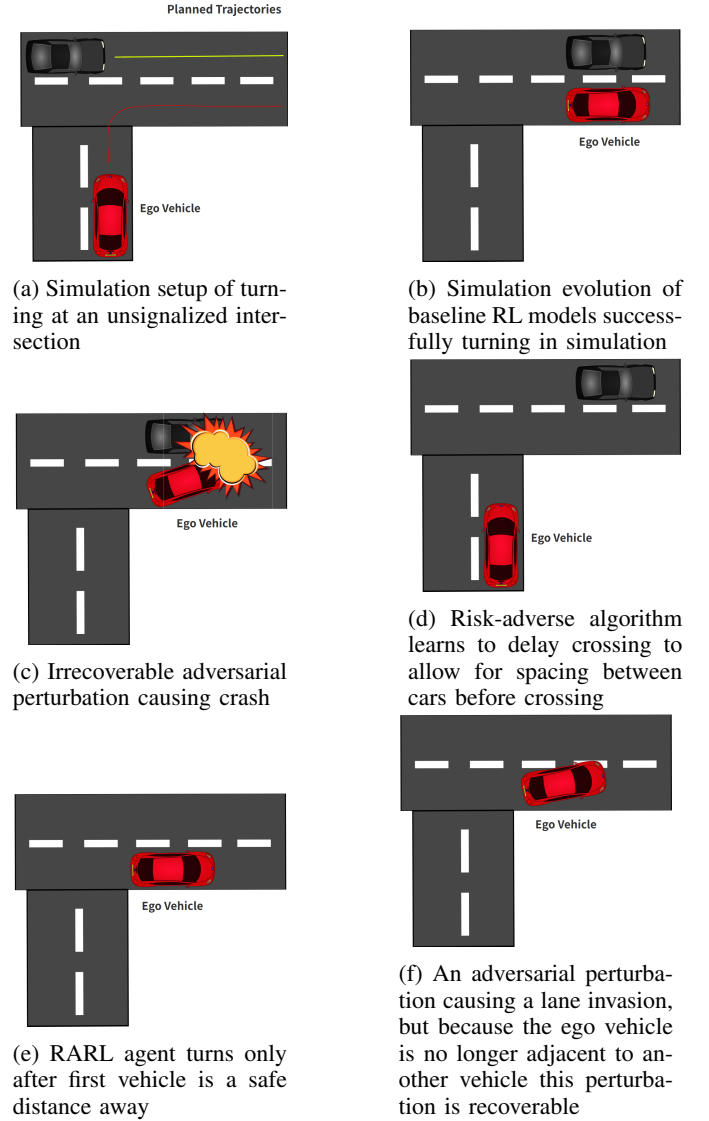 Planned Trajectories
Ego Vehicle
(a) Simulation setup of turn-
ing at an unsignalized inter-
section
Ego Vehicle
(b) Simulation evolution of
baseline RL models success-
fully turning in simulation
Ego Vehicle
(c) Irrecoverable adversarial
perturbation causing crash
Ego Vehicle
(d) Risk-adverse algorithm
learns to delay crossing to
allow for spacing between
cars before crossing
Ego Vehicle
(e) RARL agent turns only
after first vehicle is a safe
distance away
Ego Vehicle
(f) An adversarial perturba-
tion causing a lane invasion,
but because the ego vehicle
is no longer adjacent to an-
other vehicle this perturba-
tion is recoverable